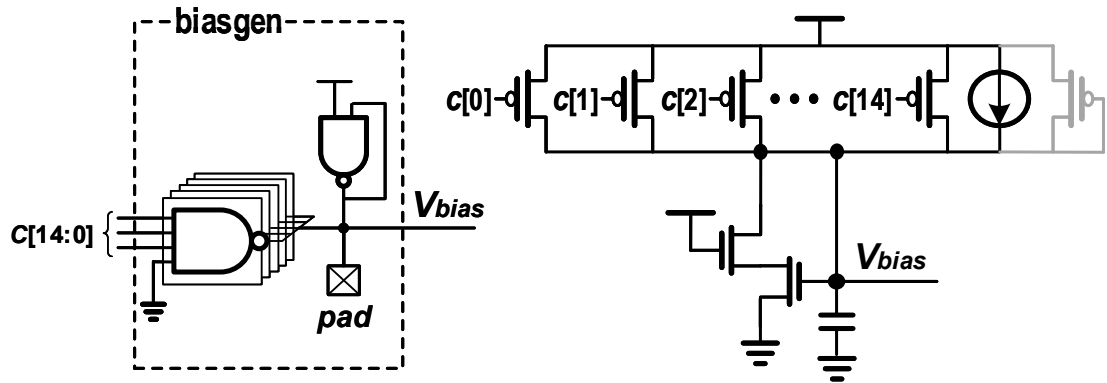 biasgen
C[14:0]
Vbias
pad
c[0]
c[1]
c[2]
c[14]
Vbias